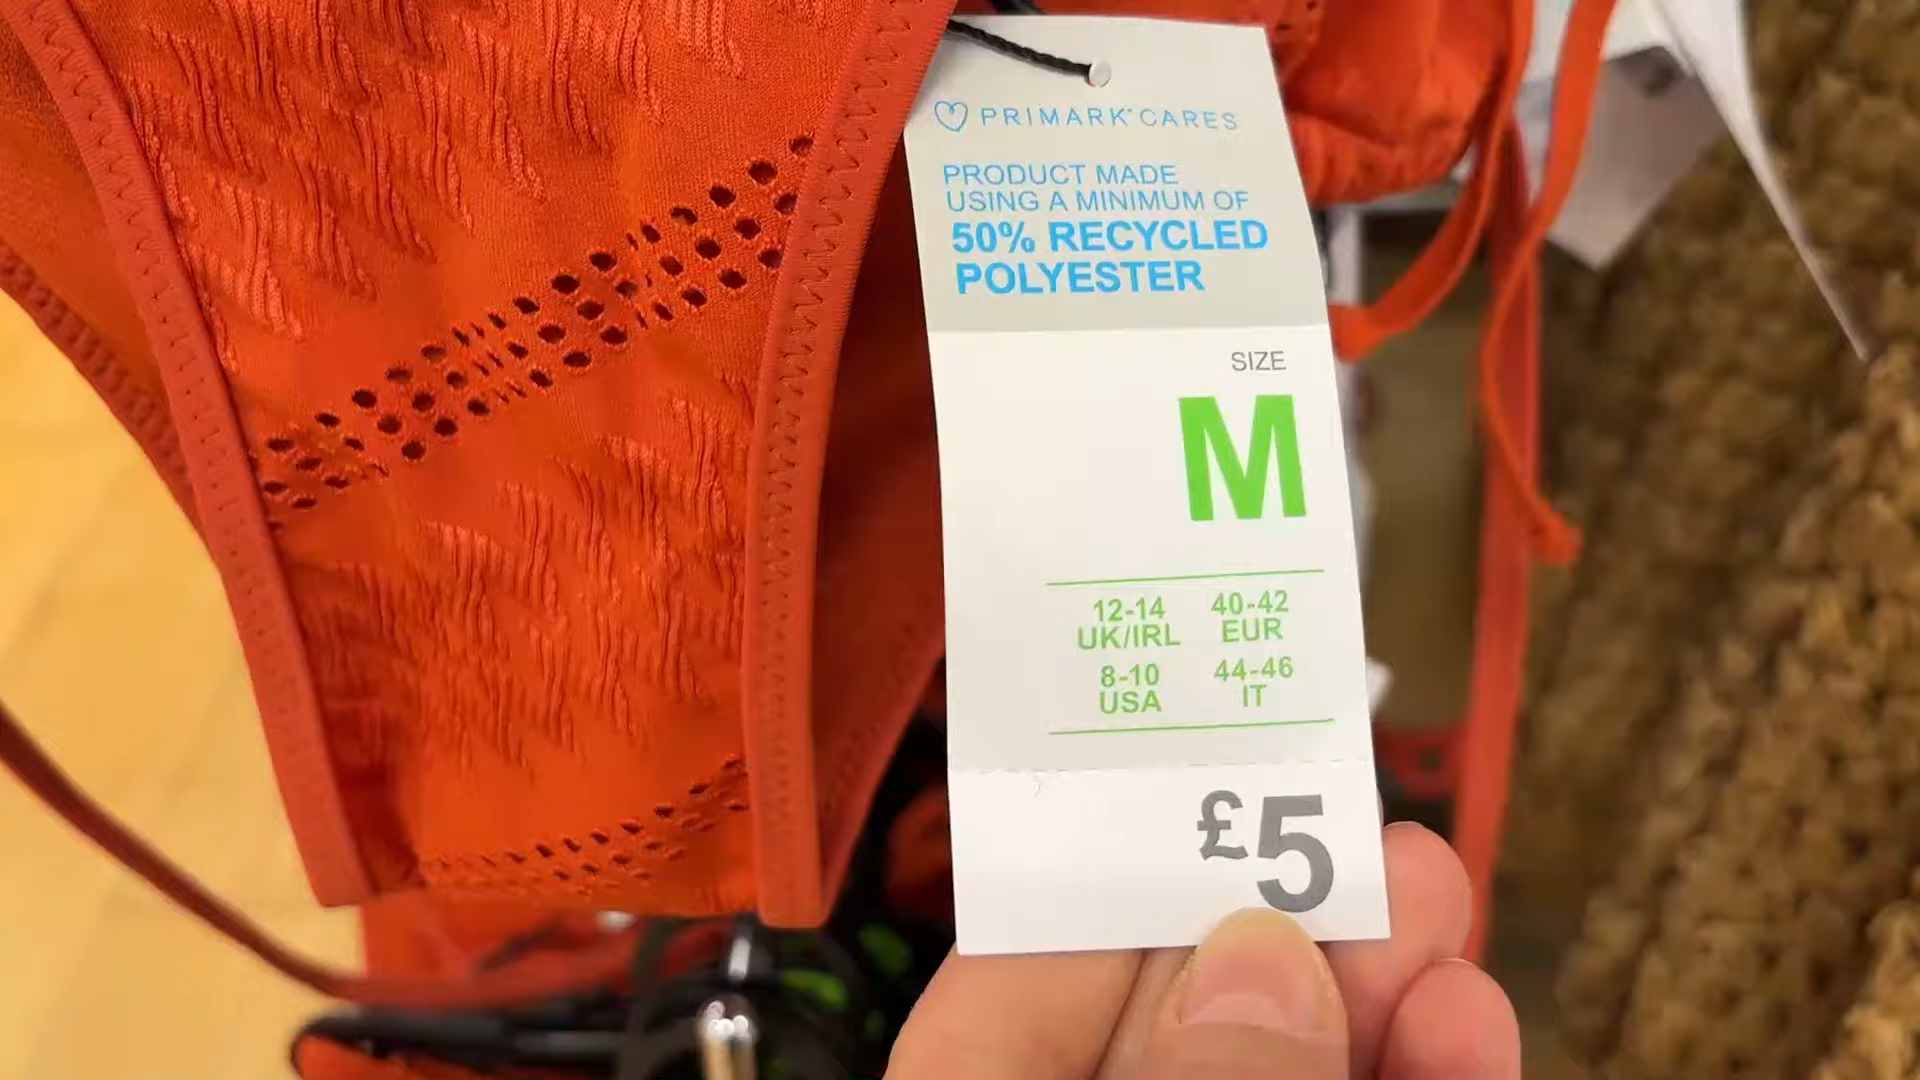 PRIMARK CARES
PRODUCT MADE
USING A MINIMUM OF
50% RECYCLED
POLYESTER
SIZE
M
12-14 40-42
UK/IRL EUR
8-10 44-46
USA IT
£5